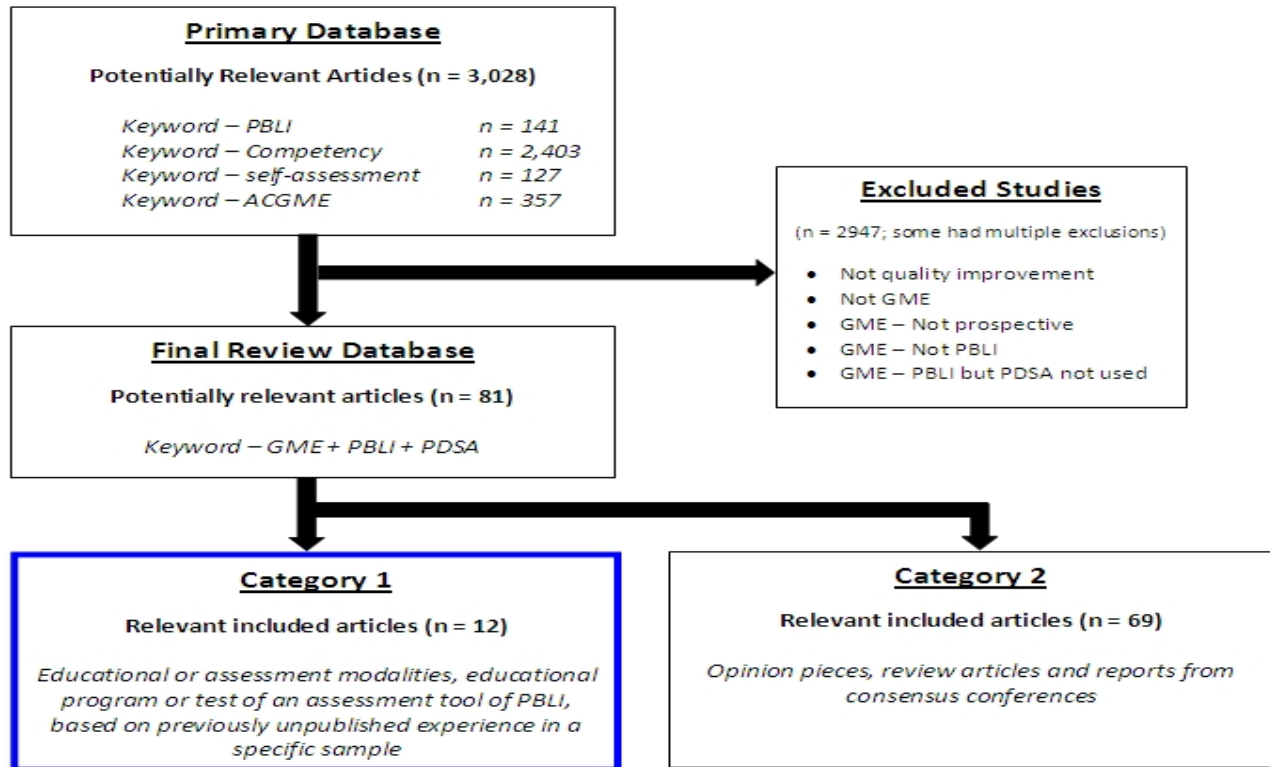 Primary Database
Potentially Relevant Articles (n = 3,028)
Keyword – PBLI n = 141
Keyword – Competency n = 2,403
Keyword – self-assessment n = 127
Keyword – ACGME n = 357
Excluded Studies
(n = 2947; some had multiple exclusions)
• Not quality improvement
• Not GME
• GME – Not prospective
• GME – Not PBLI
• GME – PBLI but PDSA not used
Final Review Database
Potentially relevant articles (n = 81)
Keyword – GME + PBLI + PDSA
Category 1
Relevant included articles (n = 12)
Educational or assessment modalities, educational
program or test of an assessment tool of PBLI,
based on previously unpublished experience in a
specific sample
Category 2
Relevant included articles (n = 69)
Opinion pieces, review articles and reports from
consensus conferences